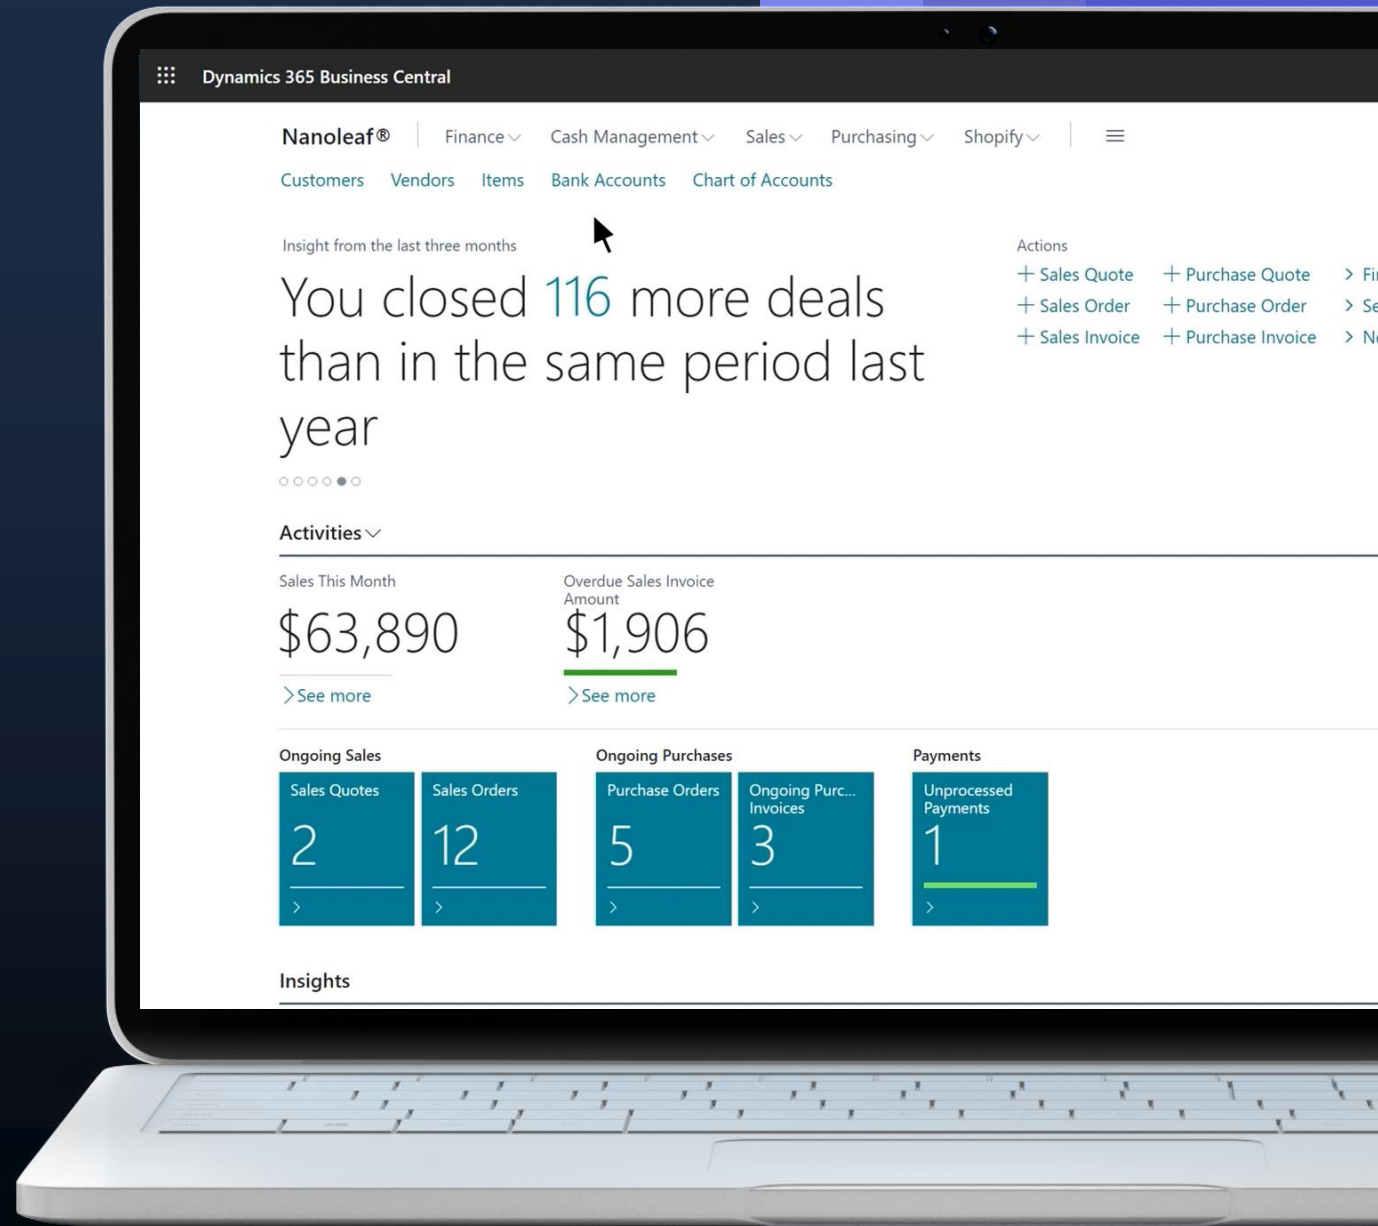 Dynamics 365 Business Central
Nanoleaf®
Finance
Cash Management
Sales
Purchasing
Shopify
Customers
Vendors
Items
Bank Accounts
Chart of Accounts
Insight from the last three months
You closed 116 more deals
than in the same period last
year
Actions
+ Sales Quote
+ Purchase Quote
+ Sales Order
+ Purchase Order
+ Sales Invoice
+ Purchase Invoice
Activities
Sales This Month
$63,890
>See more
Overdue Sales Invoice
Amount
$1,906
>See more
Ongoing Sales
Sales Quotes
2
Sales Orders
12
Ongoing Purchases
Purchase Orders
5
Ongoing Purc...
Invoices
3
Payments
Unprocessed
Payments
1
Insights